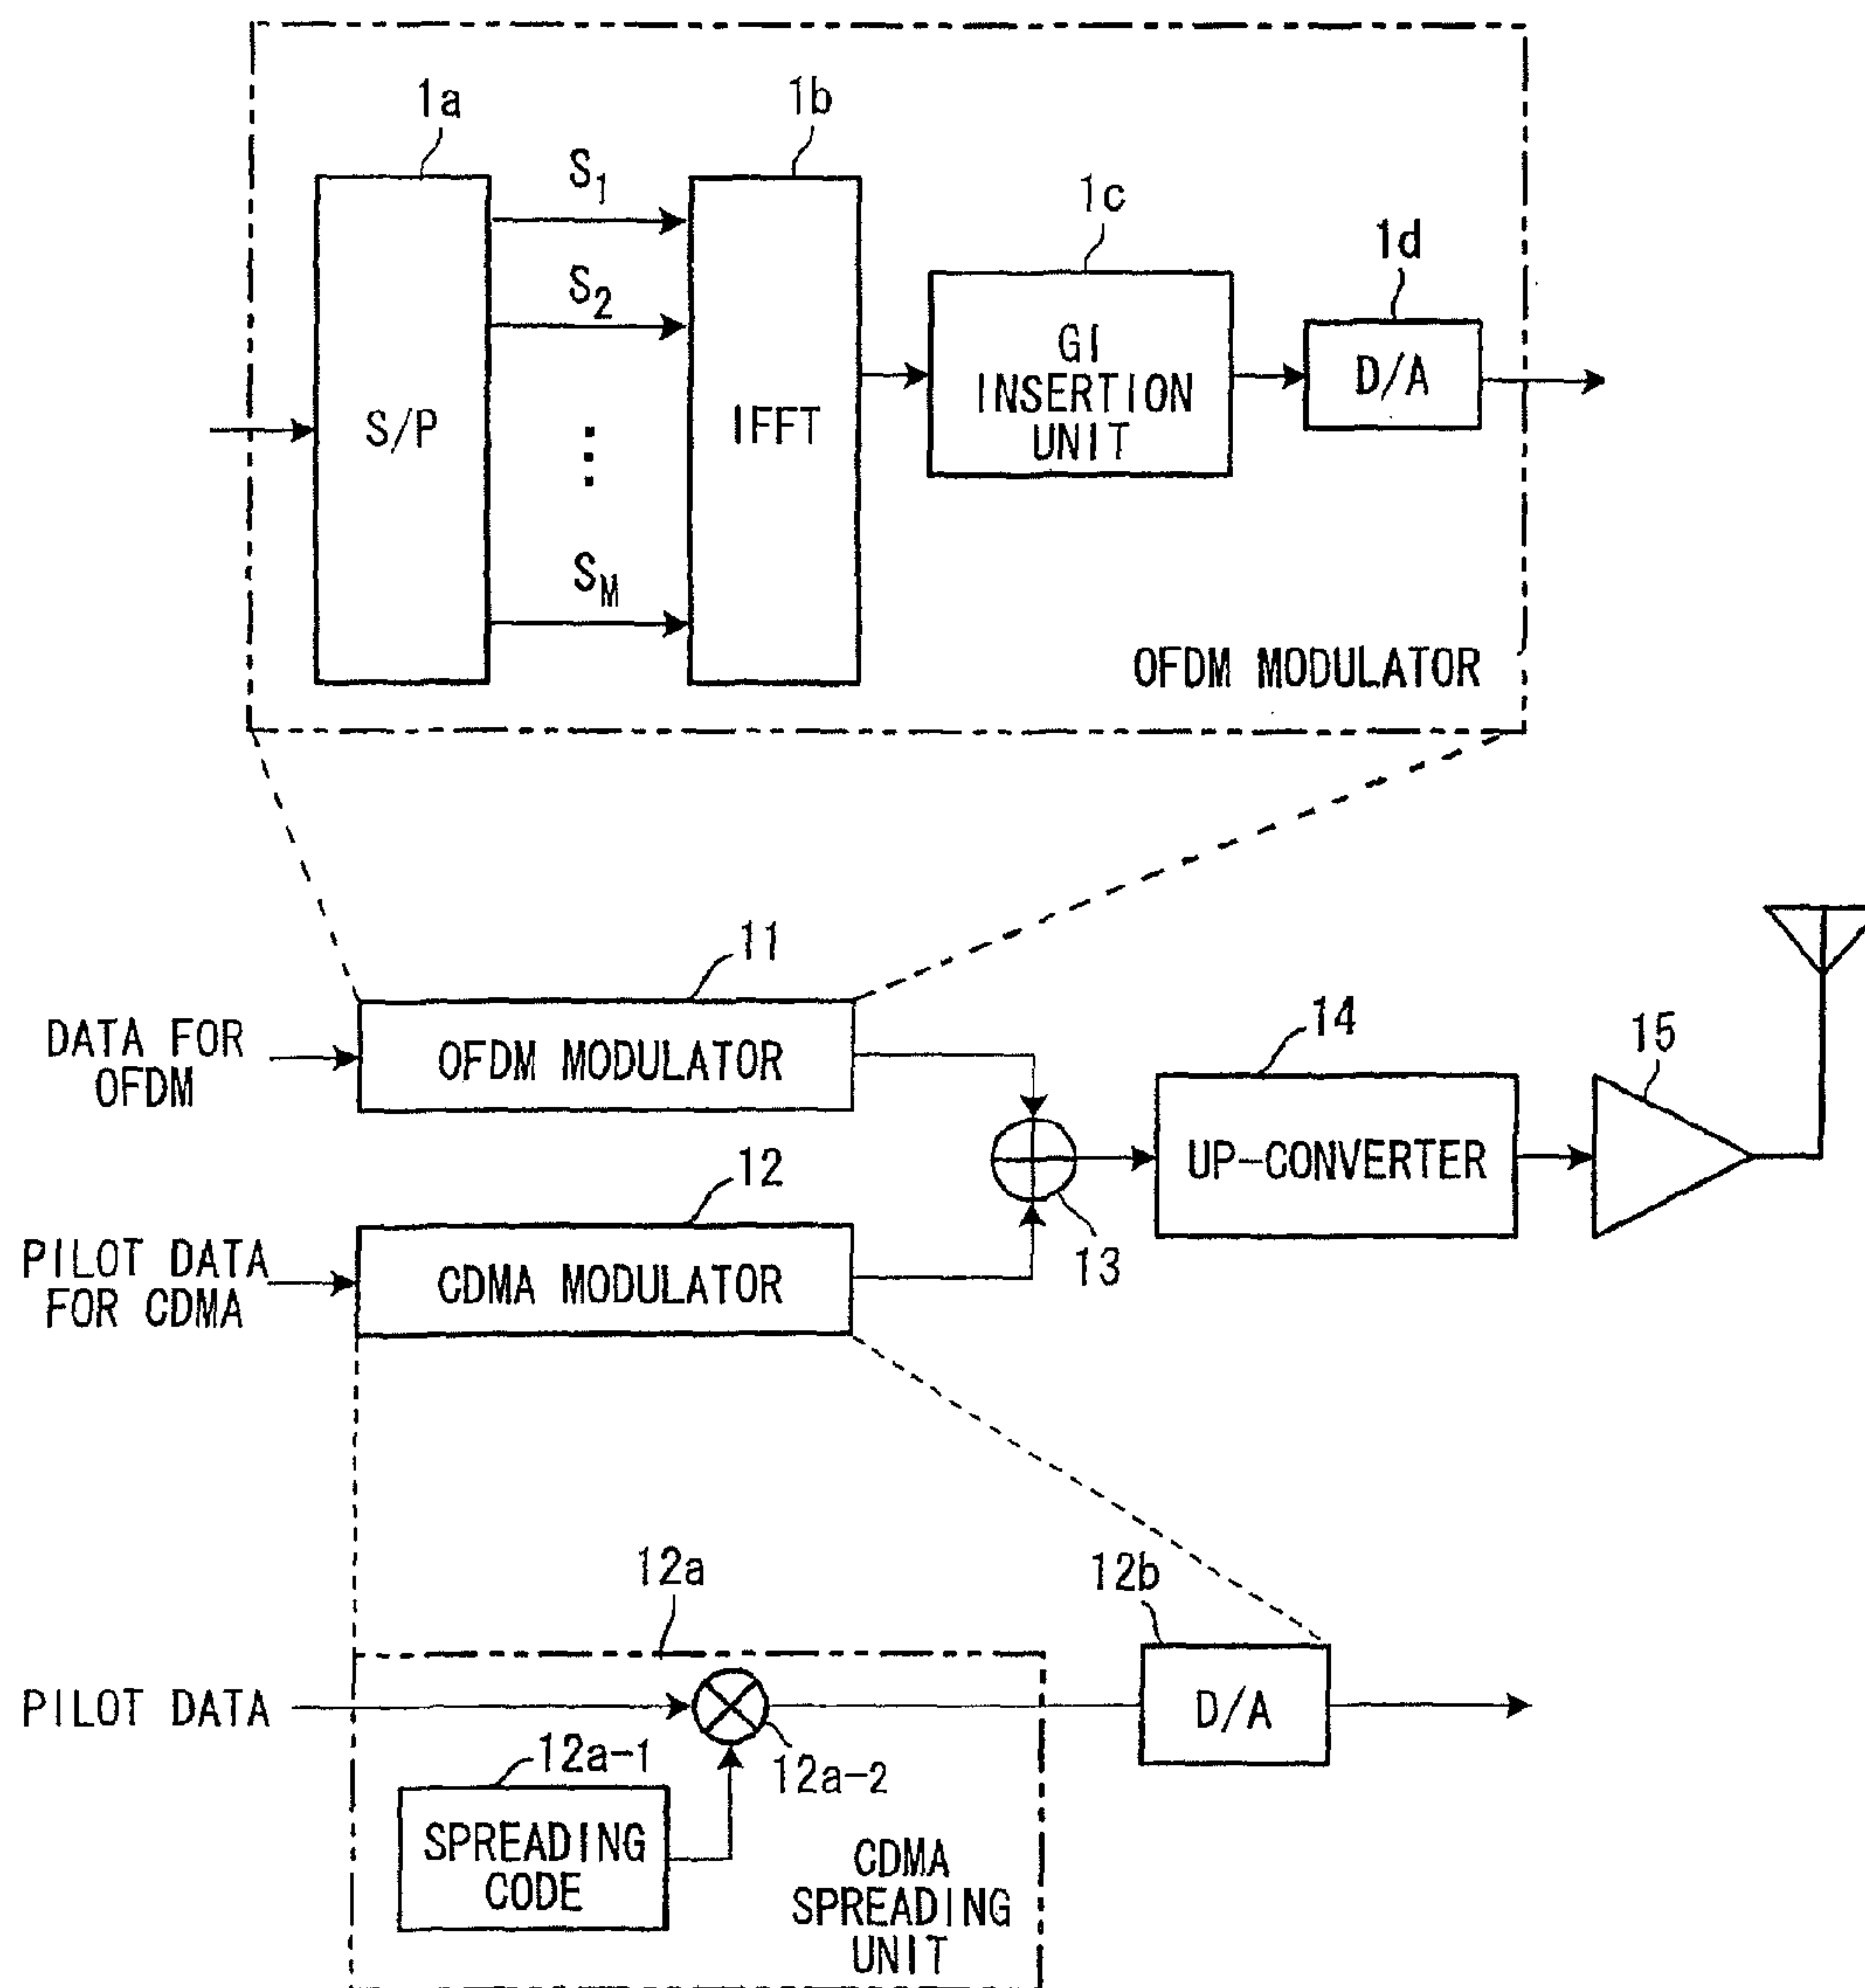 1a
1b
S1
1c
1d
S2
GI
INSERTION
UNIT
D/A
S/P
IFFT
⋮
SM
OFDM MODULATOR
11
DATA FOR
OFDM
OFDM MODULATOR
14
15
UP-CONVERTER
12
13
PILOT DATA
FOR CDMA
CDMA MODULATOR
12a
12b
PILOT DATA
D/A
12a-1
12a-2
SPREADING
CODE
CDMA
SPREADING
UNIT